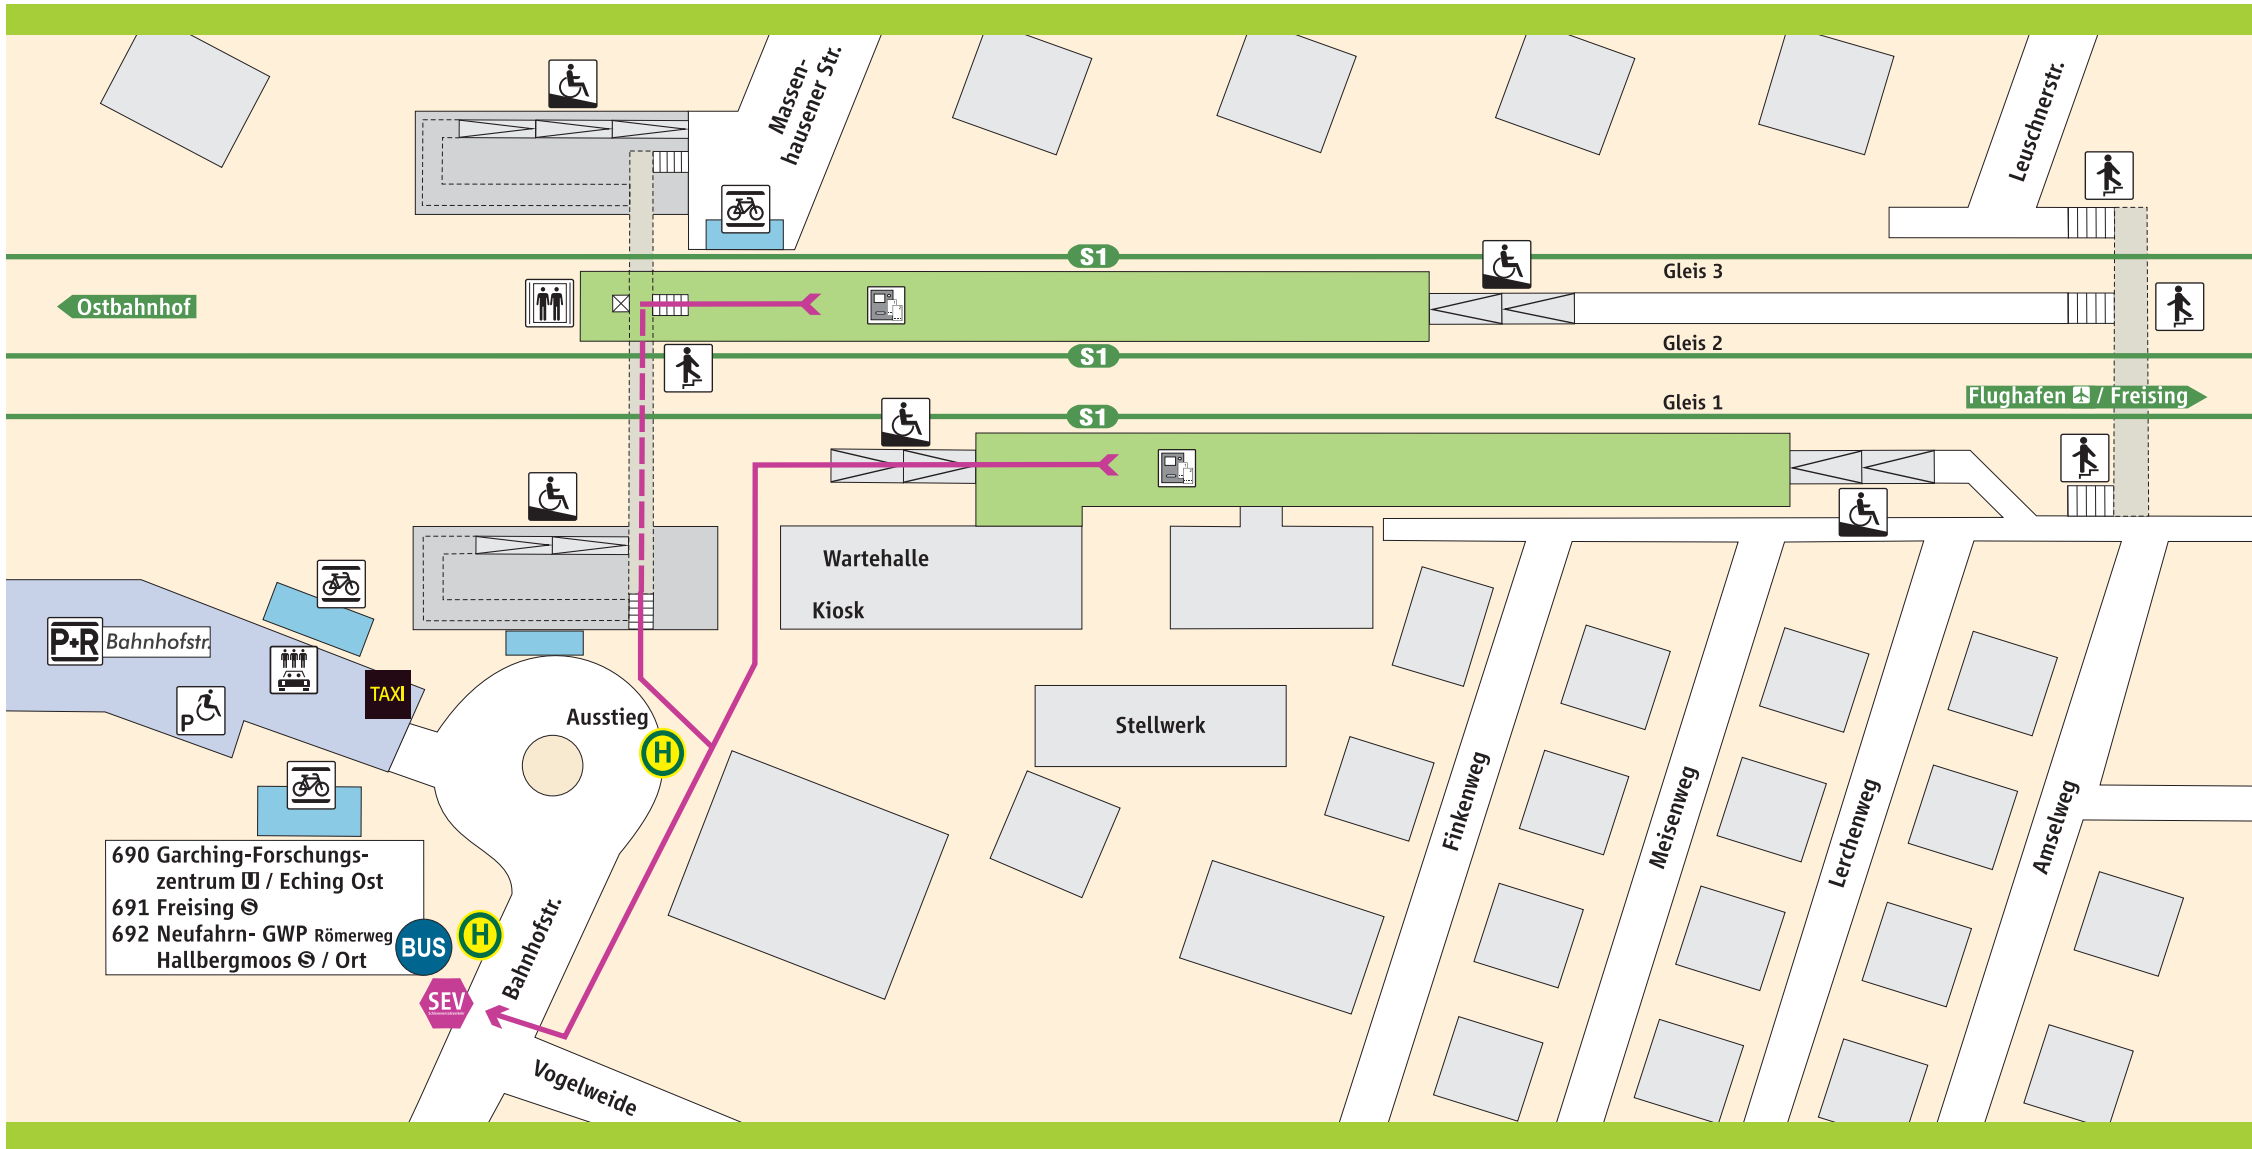 Massen-
hausener Str.
Leuschnerstr.
S1
Gleis 3
Ostbahnhof
S1
Gleis 2
Flughafen / Freising
S1
Gleis 1
Wartehalle
Kiosk
P+R Bahnhofstr.
P
TAXI
Ausstieg
H
Stellwerk
Finkenweg
Meisenweg
Lerchenweg
Amselweg
690 Garching-Forschungs-
zentrum U / Eching Ost
691 Freising S
692 Neufahrn- GWP Römerweg
Hallbergmoos S / Ort
BUS
H
SEV
Bahnhofstr.
Vogelweide